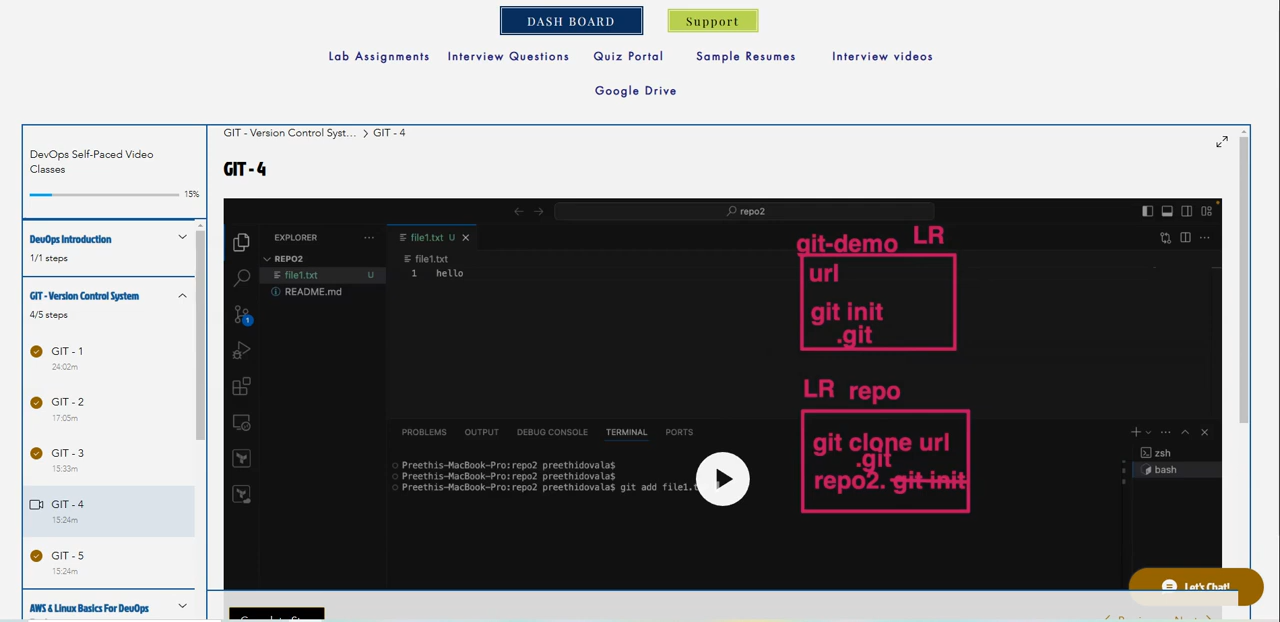 DASH BOARD
Support
Lab Assignments
Interview Questions
Quiz Portal
Sample Resumes
Interview videos
Google Drive
DevOps Self-Paced Video
Classes
15%
DevOps Introduction
1/1 steps
GIT - Version Control System
4/5 steps
GIT - 1
24:02m
GIT - 2
17:05m
GIT - 3
15:33m
GIT - 4
15:24m
GIT - 5
15:24m
AWS & Linux Basics For DevOps
GIT - Version Control Syst... > GIT - 4
GIT - 4
repo2
EXPLORER
REPO2
file1.txt U
README.md
1
file1.txt U
file1.txt
1 hello
git-demo LR
url
git init
.git
LR repo
git clone url
.git
repo2. git init
PROBLEMS OUTPUT DEBUG CONSOLE TERMINAL PORTS
zsh
bash
Preethis-MacBook-Pro:repo2 preethidovala$
Preethis-MacBook-Pro:repo2 preethidovala$
Preethis-MacBook-Pro:repo2 preethidovala$ git add
Let's Chat!